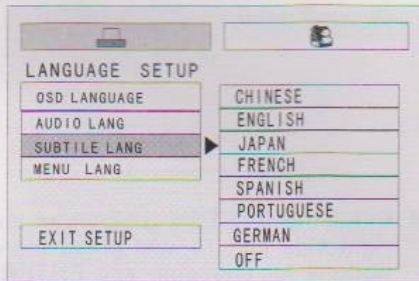 LANGUAGE SETUP
OSD LANGUAGE
AUDIO LANG
SUBTILE LANG
MENU LANG
EXIT SETUP
CHINESE
ENGLISH
JAPAN
FRENCH
SPANISH
PORTUGUESE
GERMAN
OFF